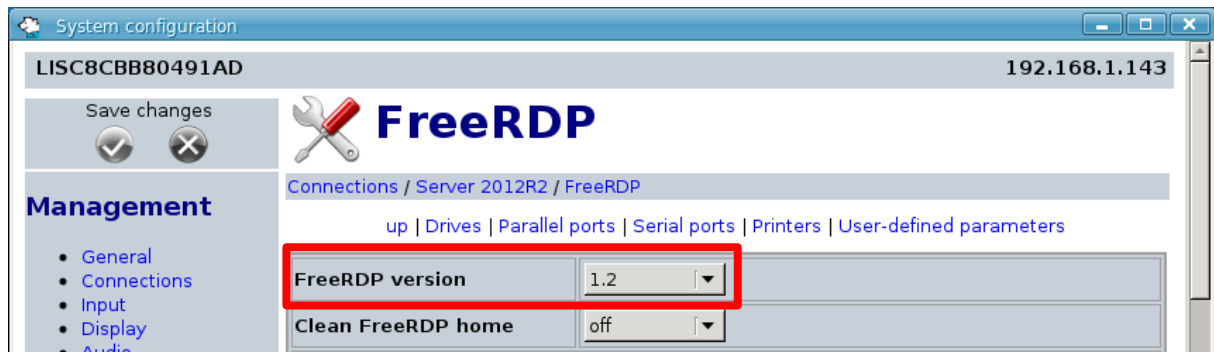 System configuration
LISC8CBB80491AD 192.168.1.143
Save changes
FreeRDP
Connections / Server 2012R2 / FreeRDP
Management
up | Drives | Parallel ports | Serial ports | Printers | User-defined parameters
General
Connections
Input
Display
Audio
FreeRDP version 1.2
Clean FreeRDP home off